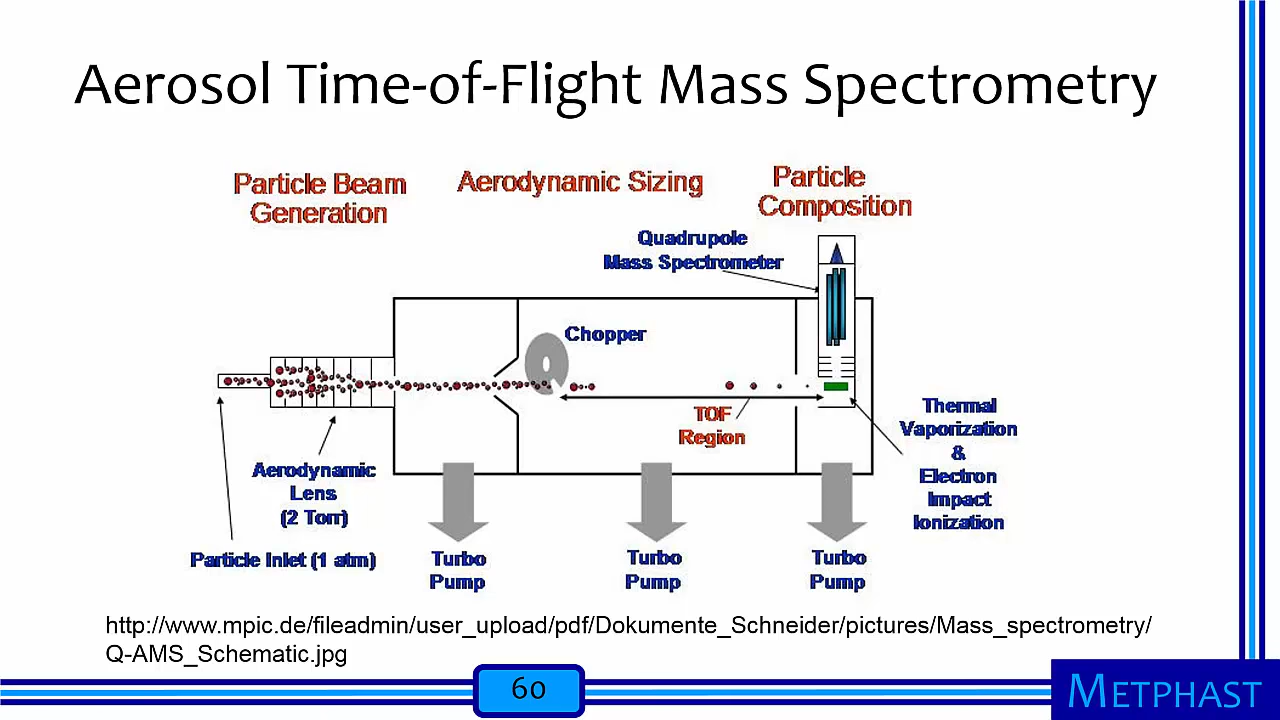 Aerosol Time-of-Flight Mass Spectrometry
Particle Beam
Generation
Aerodynamic Sizing
Particle
Composition
Quadrupole
Mass Spectrometer
Chopper
TOF
Region
Thermal
Vaporization
&
Electron
Impact
Ionization
Aerodynamic
Lens
(2 Torr)
Particle Inlet (1 atm)
Turbo
Pump
Turbo
Pump
Turbo
Pump
http://www.mpic.de/fileadmin/user_upload/pdf/Dokumente_Schneider/pictures/Mass_spectrometry/
Q-AMS_Schematic.jpg
60
METPHAST